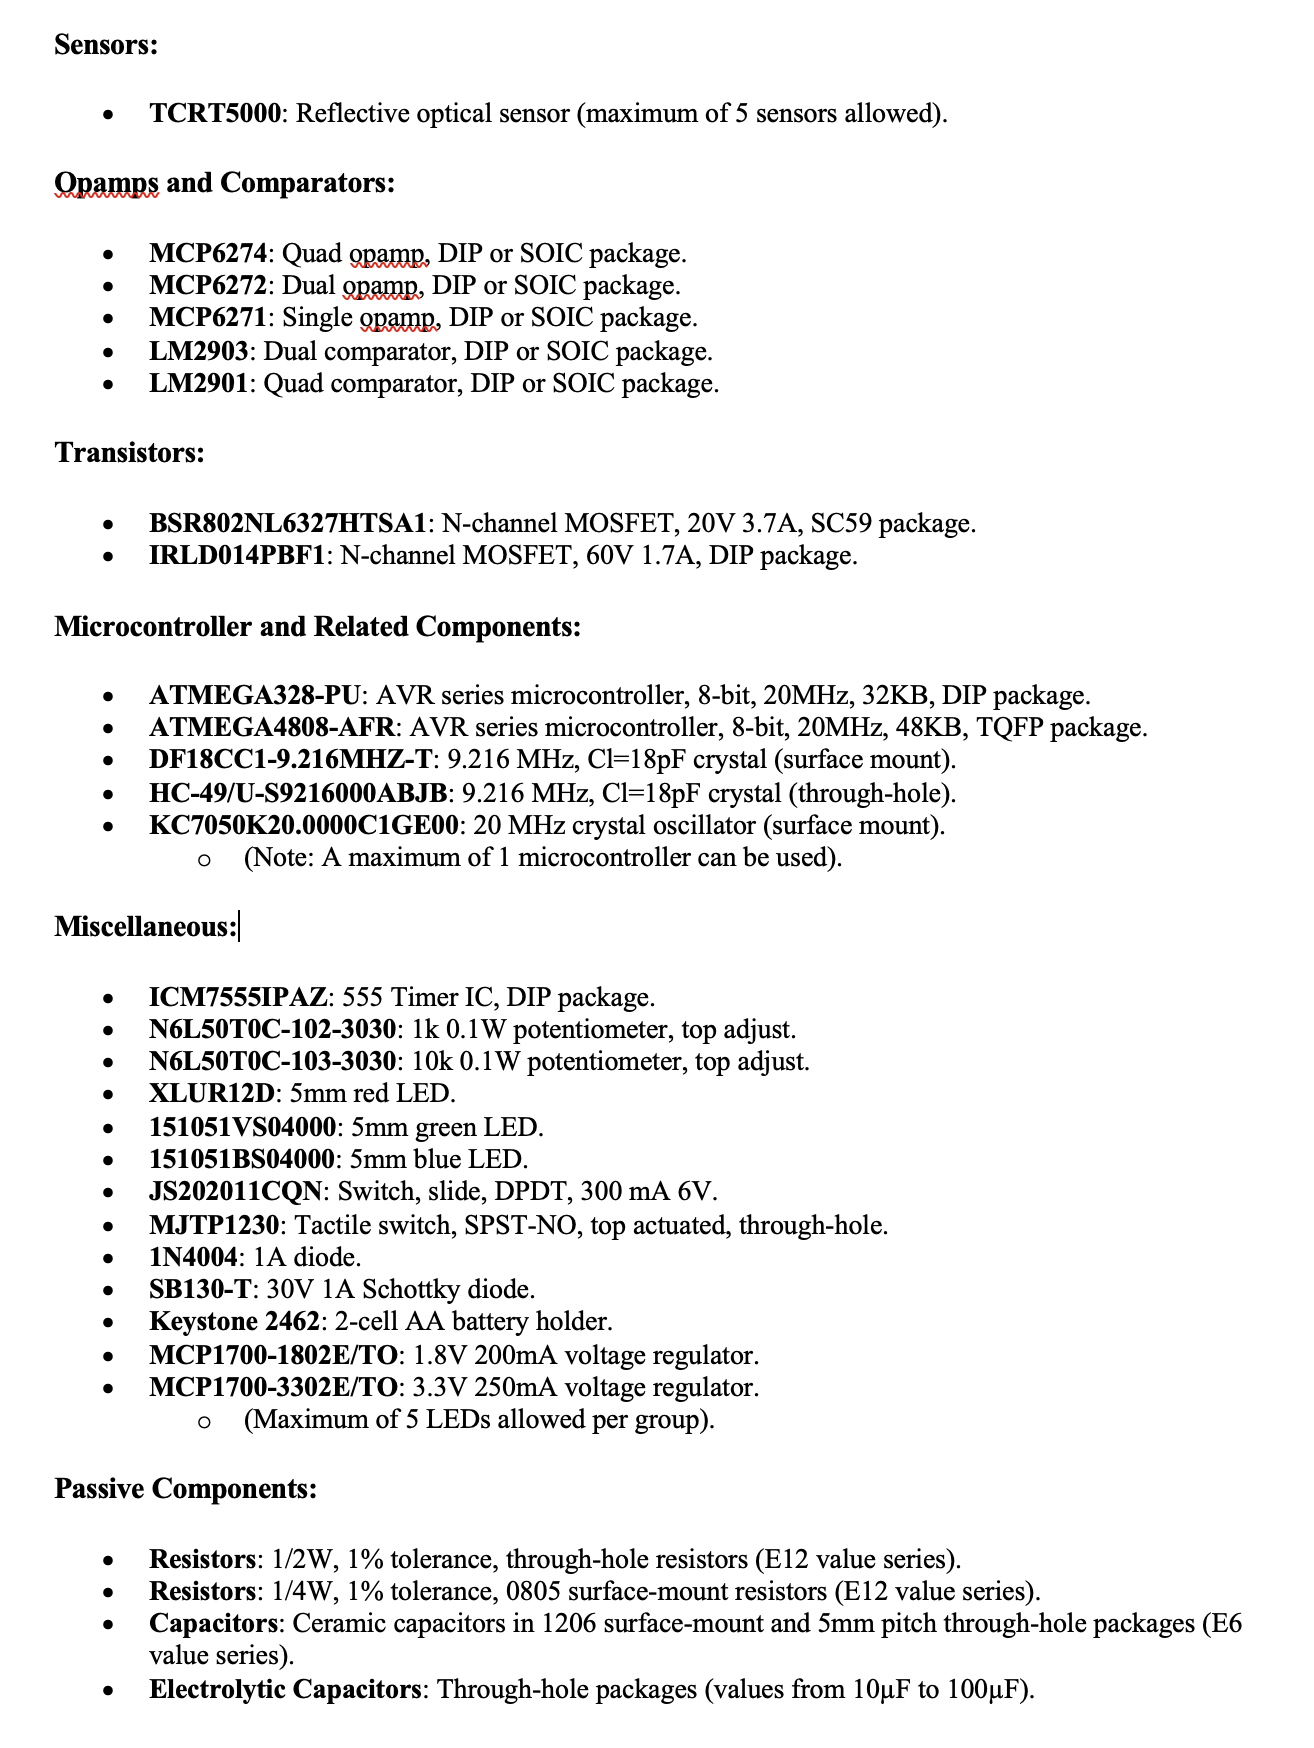 Sensors:
• TCRT5000: Reflective optical sensor (maximum of 5 sensors allowed).
Opamps and Comparators:
• MCP6274: Quad opamp, DIP or SOIC package.
• MCP6272: Dual opamp, DIP or SOIC package.
• MCP6271: Single opamp, DIP or SOIC package.
• LM2903: Dual comparator, DIP or SOIC package.
• LM2901: Quad comparator, DIP or SOIC package.
Transistors:
• BSR802NL6327HTSA1: N-channel MOSFET, 20V 3.7A, SC59 package.
• IRLD014PBF1: N-channel MOSFET, 60V 1.7A, DIP package.
Microcontroller and Related Components:
• ATMEGA328-PU: AVR series microcontroller, 8-bit, 20MHz, 32KB, DIP package.
• ATMEGA4808-AFR: AVR series microcontroller, 8-bit, 20MHz, 48KB, TQFP package.
• DF18CC1-9.216MHZ-T: 9.216 MHz, Cl=18pF crystal (surface mount).
• HC-49/U-S9216000ABJB: 9.216 MHz, Cl=18pF crystal (through-hole).
• KC7050K20.0000C1GE00: 20 MHz crystal oscillator (surface mount).
o (Note: A maximum of 1 microcontroller can be used).
Miscellaneous:
• ICM7555IPAZ: 555 Timer IC, DIP package.
• N6L50T0C-102-3030: 1k 0.1W potentiometer, top adjust.
• N6L50T0C-103-3030: 10k 0.1W potentiometer, top adjust.
• XLUR12D: 5mm red LED.
• 151051VS04000: 5mm green LED.
• 151051BS04000: 5mm blue LED.
• JS202011CQN: Switch, slide, DPDT, 300 mA 6V.
• MJTP1230: Tactile switch, SPST-NO, top actuated, through-hole.
• 1N4004: 1A diode.
• SB130-T: 30V 1A Schottky diode.
• Keystone 2462: 2-cell AA battery holder.
• MCP1700-1802E/TO: 1.8V 200mA voltage regulator.
• MCP1700-3302E/TO: 3.3V 250mA voltage regulator.
o (Maximum of 5 LEDs allowed per group).
Passive Components:
• Resistors: 1/2W, 1% tolerance, through-hole resistors (E12 value series).
• Resistors: 1/4W, 1% tolerance, 0805 surface-mount resistors (E12 value series).
• Capacitors: Ceramic capacitors in 1206 surface-mount and 5mm pitch through-hole packages (E6
value series).
• Electrolytic Capacitors: Through-hole packages (values from 10µF to 100µF).